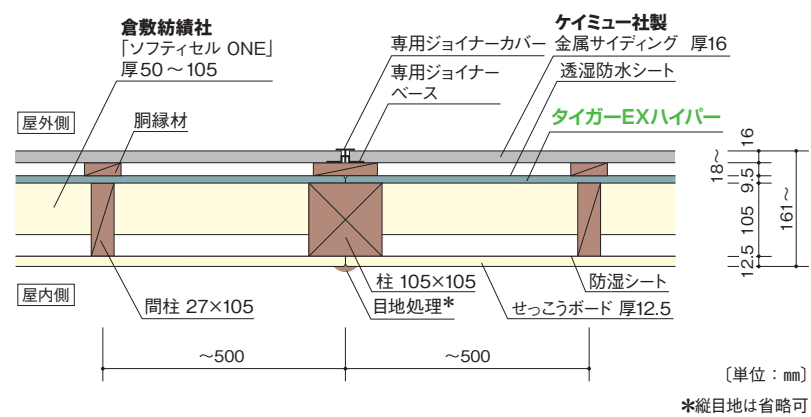 倉敷紡績社
「ソフティセル ONE」
厚50～105
専用ジョイナーカバー
専用ジョイナー
ベース
ケイミュー社製
金属サイディング 厚16
透湿防水シート
タイガーEXハイパー
屋外側
胴縁材
16
18～
9.5
105
12.5
161～
屋内側
間柱 27×105
柱 105×105
目地処理＊
防湿シート
せっこうボード 厚12.5
～500
～500
〔単位：㎜〕
＊縦目地は省略可